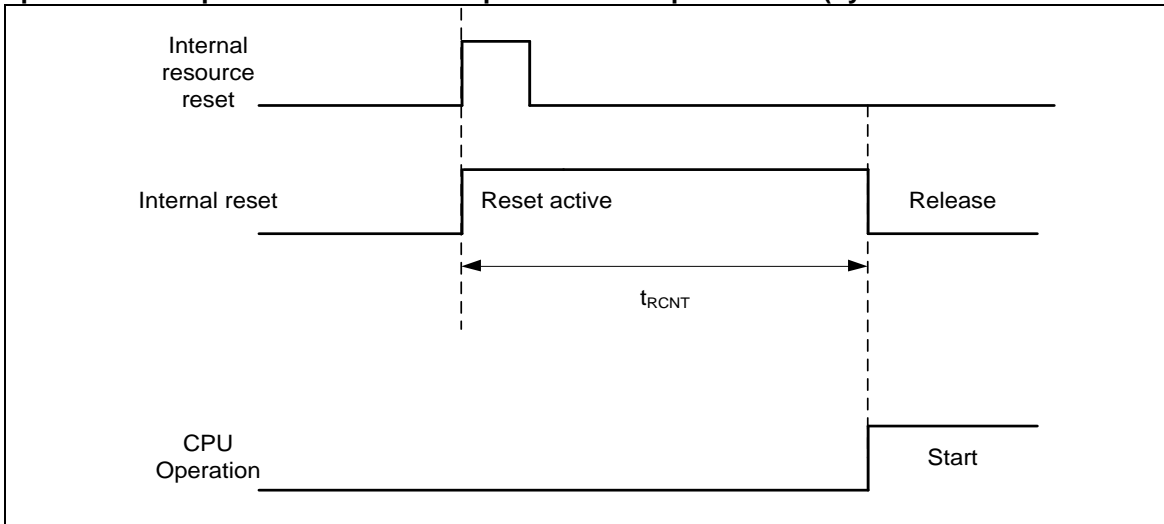 Internal
resource
reset
Internal reset
Reset active
Release
tRCNT
CPU
Operation
Start